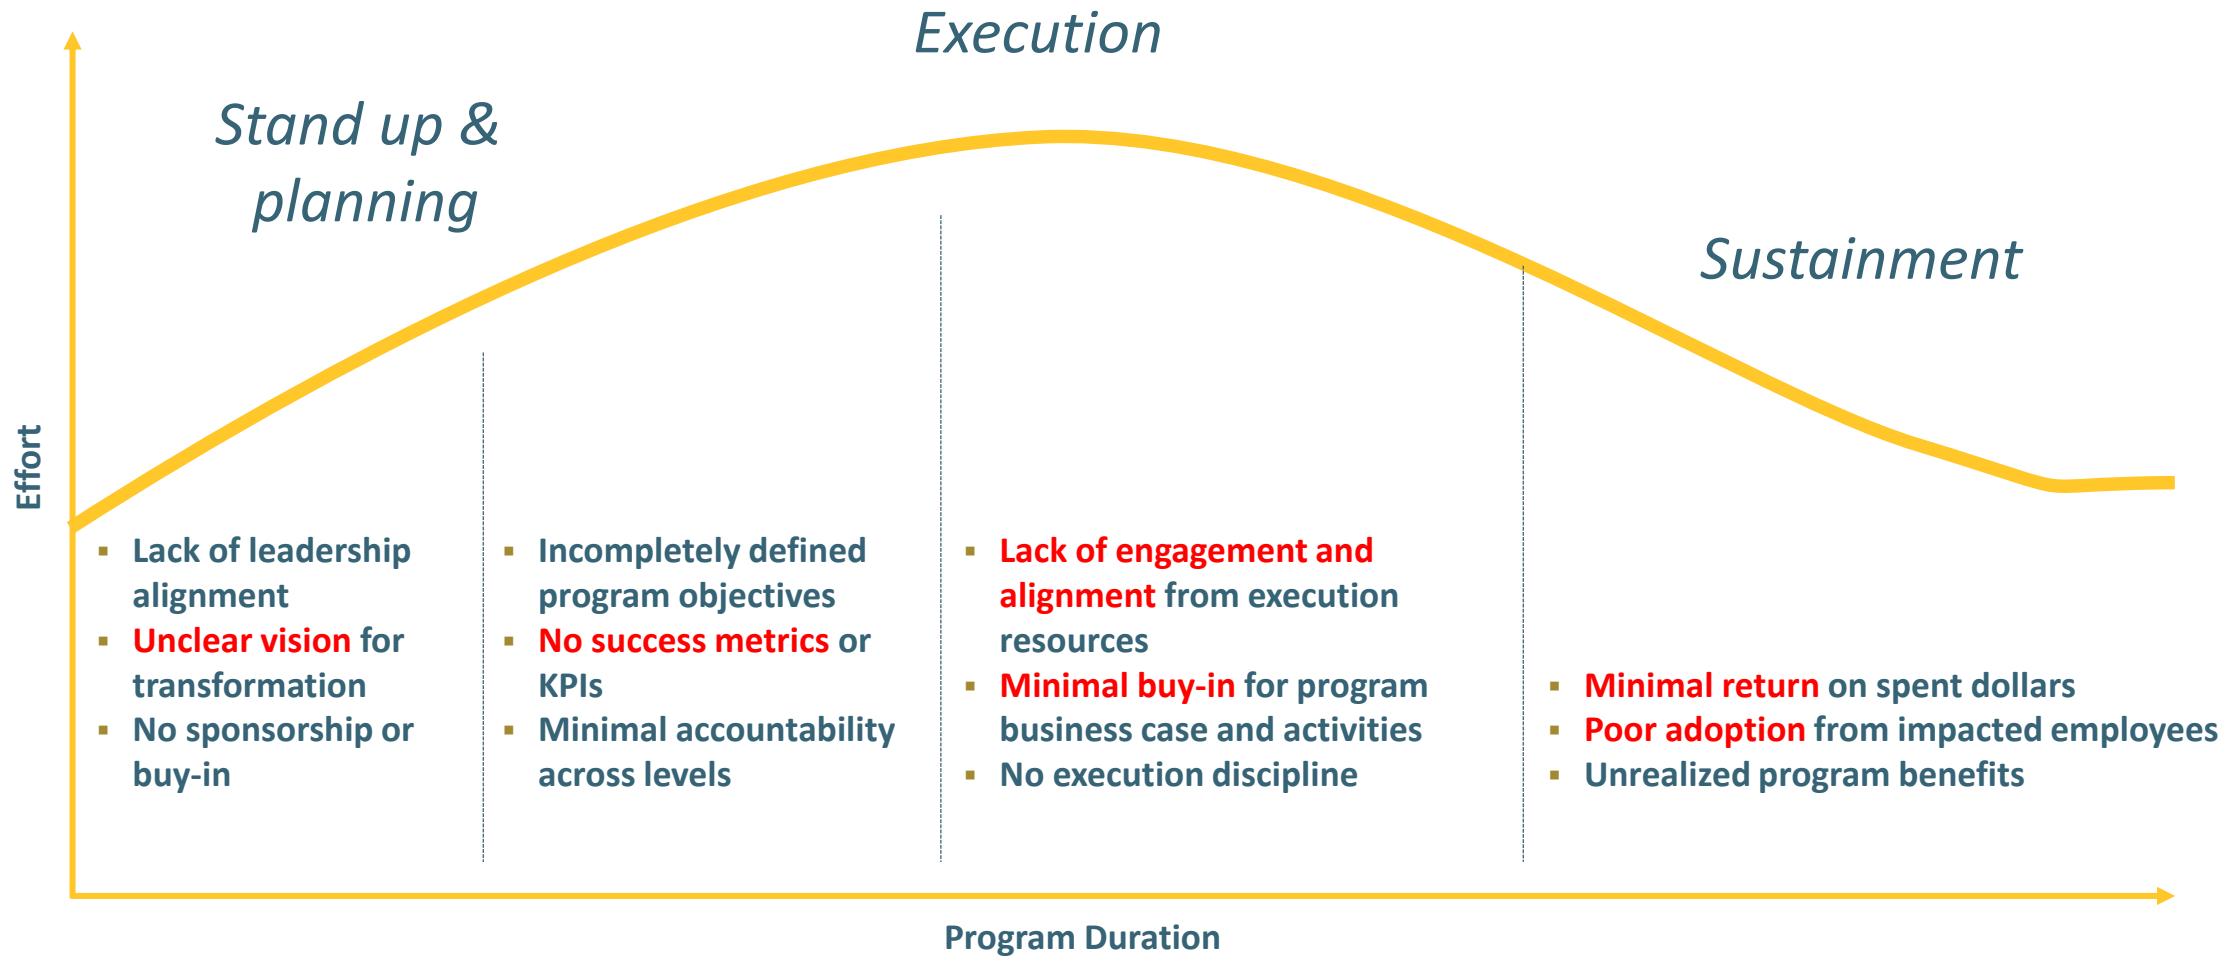 Execution
Stand up &
planning
Sustainment
Effort
▪ Lack of leadership
alignment
▪ Unclear vision for
transformation
▪ No sponsorship or
buy-in
▪ Incompletely defined
program objectives
▪ No success metrics or
KPIs
▪ Minimal accountability
across levels
▪ Lack of engagement and
alignment from execution
resources
▪ Minimal buy-in for program
business case and activities
▪ No execution discipline
▪ Minimal return on spent dollars
▪ Poor adoption from impacted employees
▪ Unrealized program benefits
Program Duration